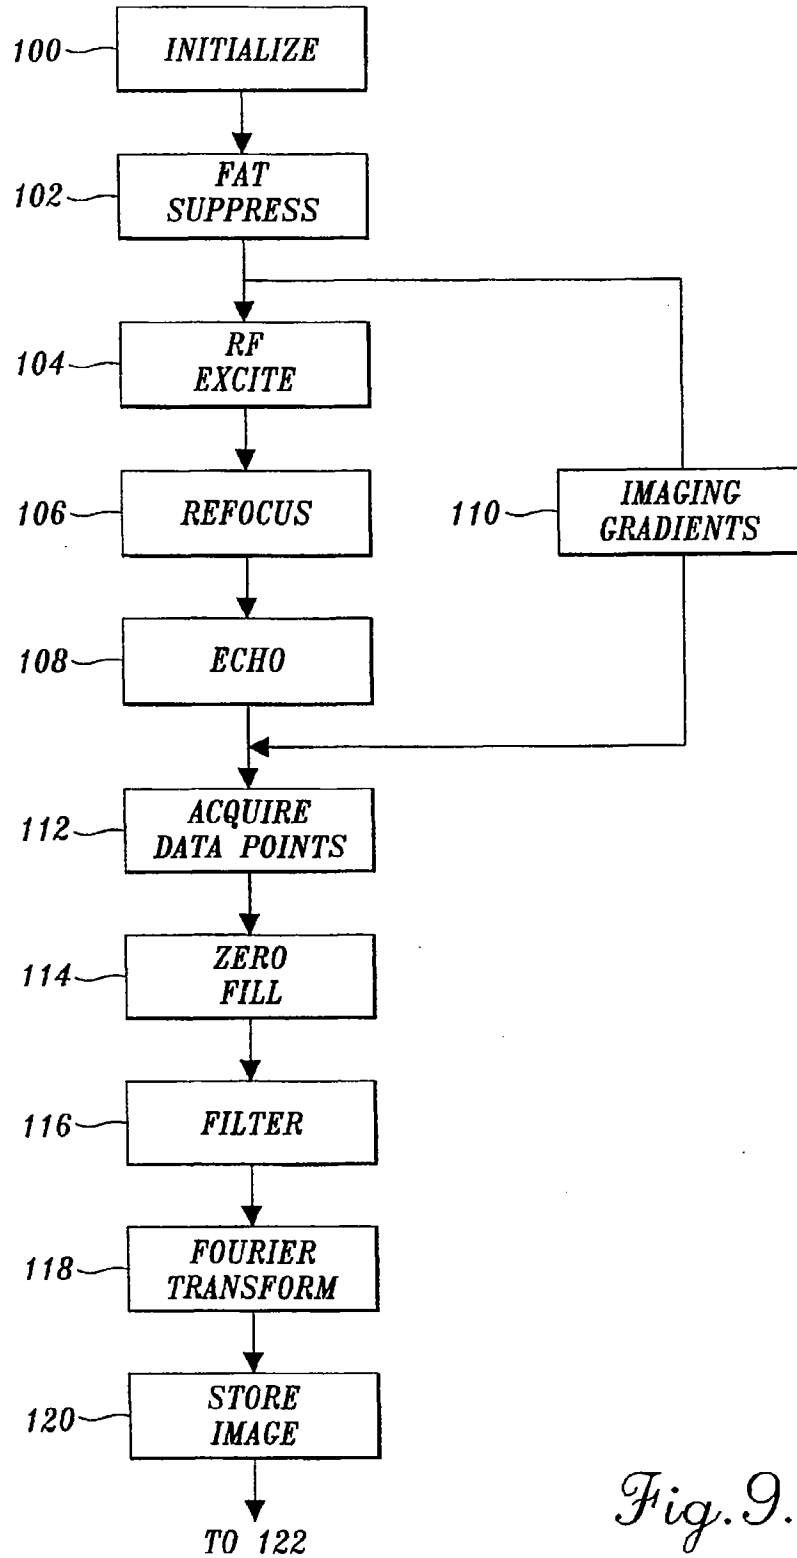 100 INITIALIZE
102 FAT
SUPPRESS
104 RF
EXCITE
106 REFOCUS
110 IMAGING
GRADIENTS
108 ECHO
112 ACQUIRE
DATA POINTS
114 ZERO
FILL
116 FILTER
118 FOURIER
TRANSFORM
120 STORE
IMAGE
TO 122
Fig. 9.